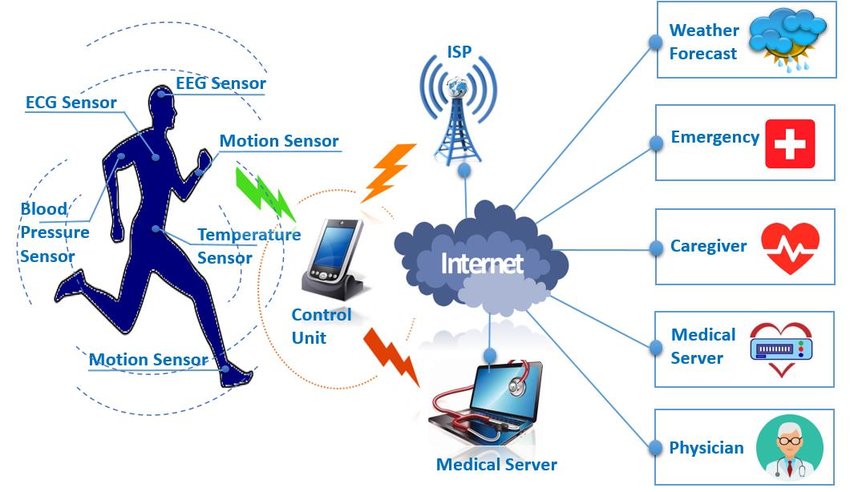 EEG Sensor
ECG Sensor
Motion Sensor
Blood
Pressure
Sensor
Temperature
Sensor
Motion Sensor
Control
Unit
ISP
Internet
Medical Server
Weather
Forecast
Emergency
Caregiver
Medical
Server
Physician